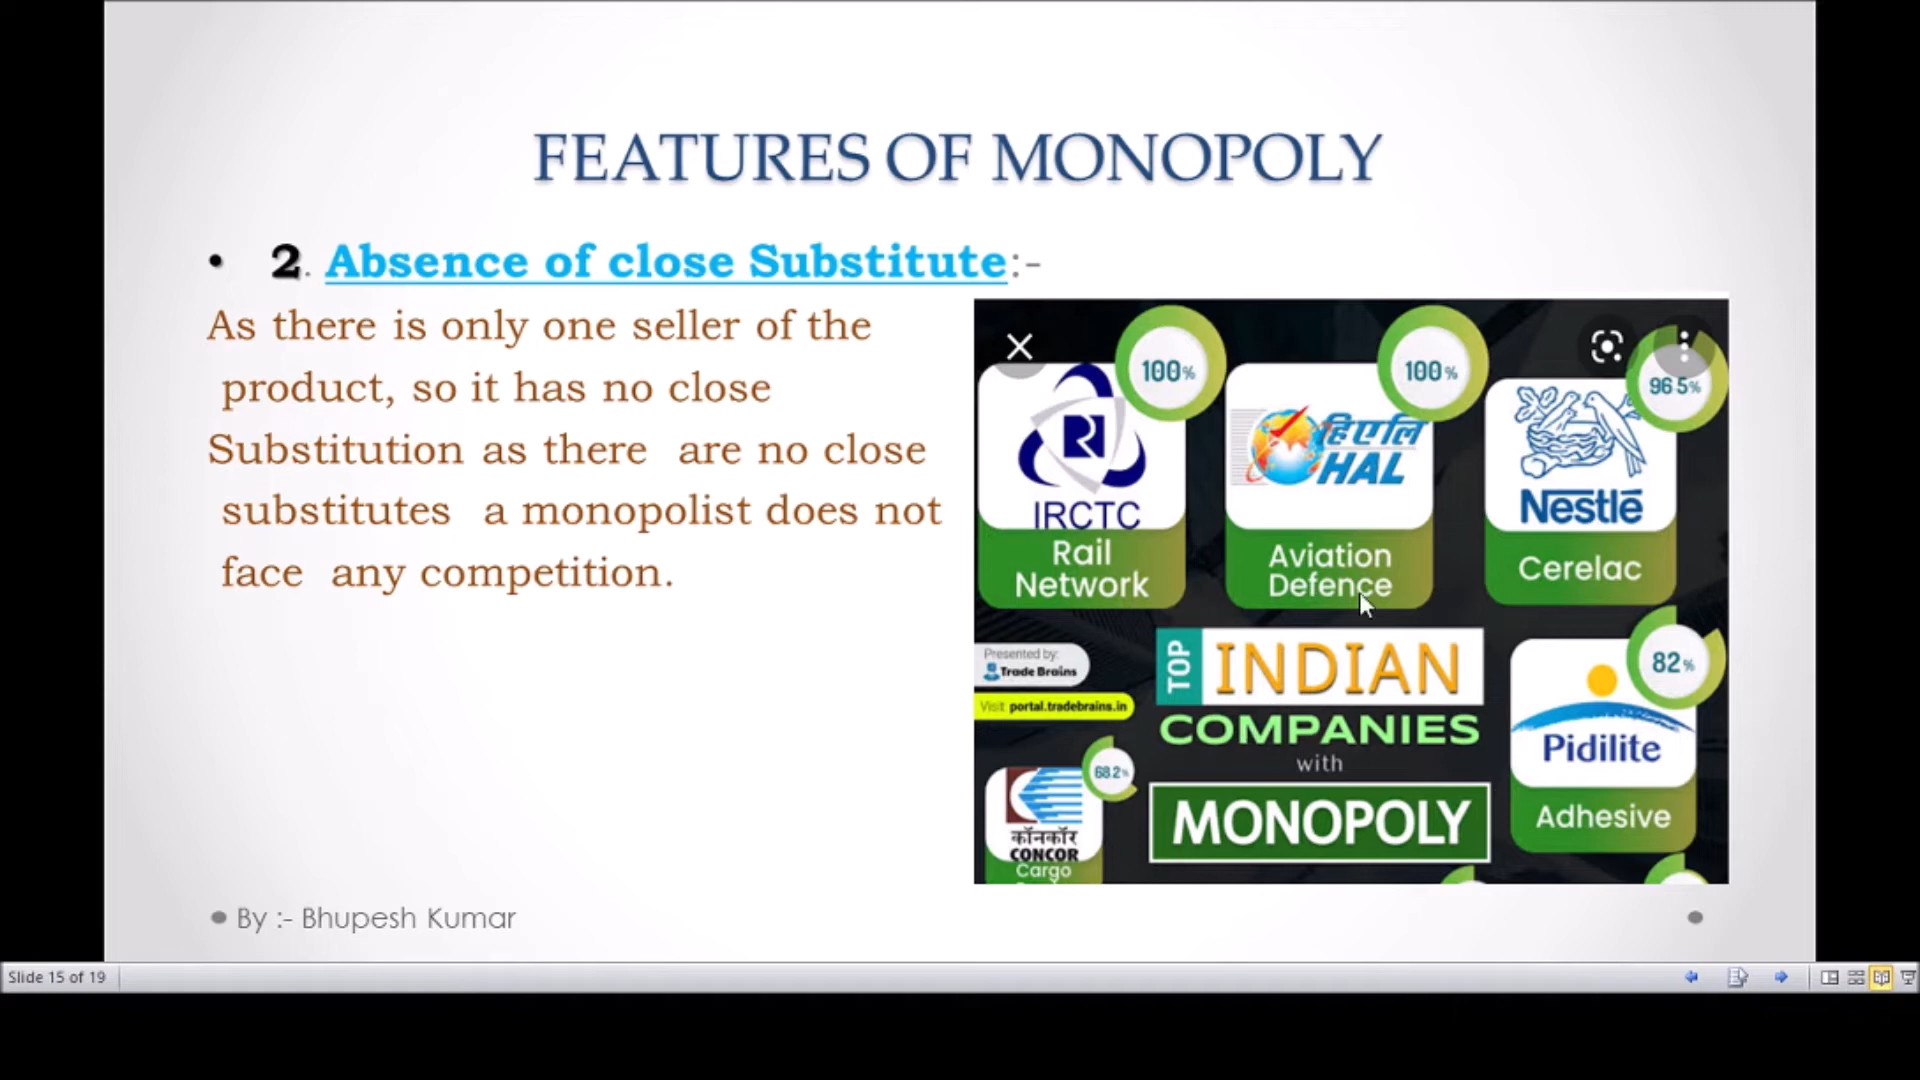 FEATURES OF MONOPOLY
• 2. Absence of close Substitute:-
As there is only one seller of the
product, so it has no close
Substitution as there are no close
substitutes a monopolist does not
face any competition.
100%
100%
96.5%
IRCTC
Rail
Network
हिएलि
HAL
Aviation
Defence
Nestlé
Cerelac
Presented by:
Trade Brains
Visit portal.tradebrains.in
TOP INDIAN
COMPANIES
with
MONOPOLY
82%
Pidilite
Adhesive
68.2%
कॉनकॉर
CONCOR
Cargo
By :- Bhupesh Kumar
Slide 15 of 19